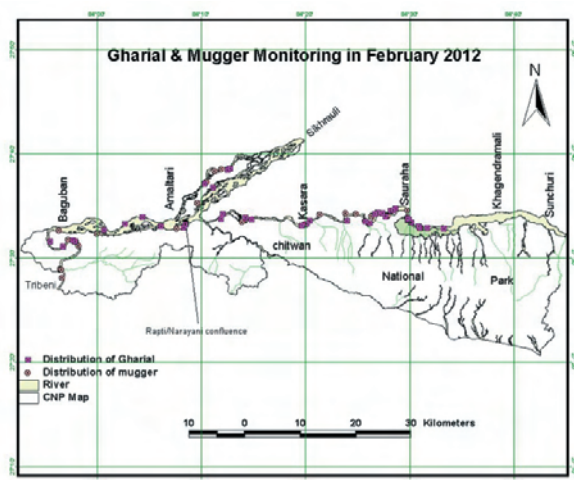 Gharial & Mugger Monitoring in February 2012
N
Sikhrauli
Baguban
Amaltari
Kasara
Sauraha
Khagendramali
Sunchuri
chitwan
National
Park
Tribeni
Rapti/Narayani confluence
Distribution of Gharial
Distribution of mugger
River
CNP Map
10 0 10 20 30 Kilometers